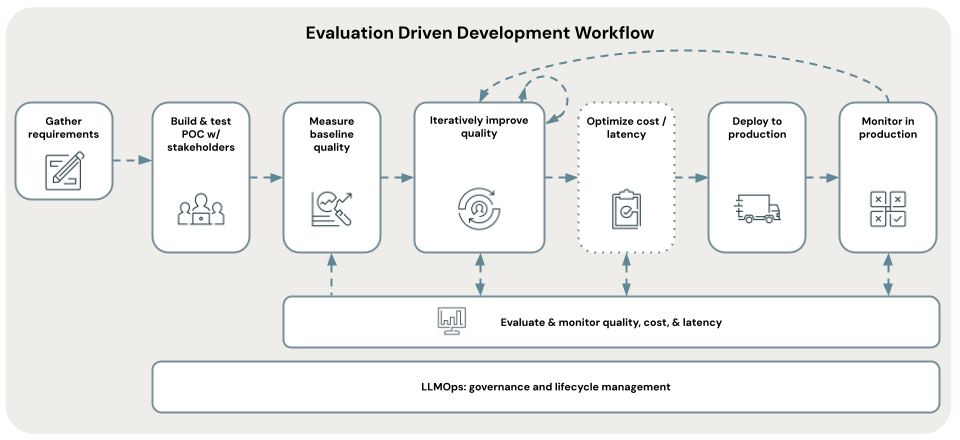 Evaluation Driven Development Workflow
Gather
requirements
Build & test
POC w/
stakeholders
Measure
baseline
quality
Iteratively improve
quality
Optimize cost /
latency
Deploy to
production
Monitor in
production
Evaluate & monitor quality, cost, & latency
LLMOps: governance and lifecycle management